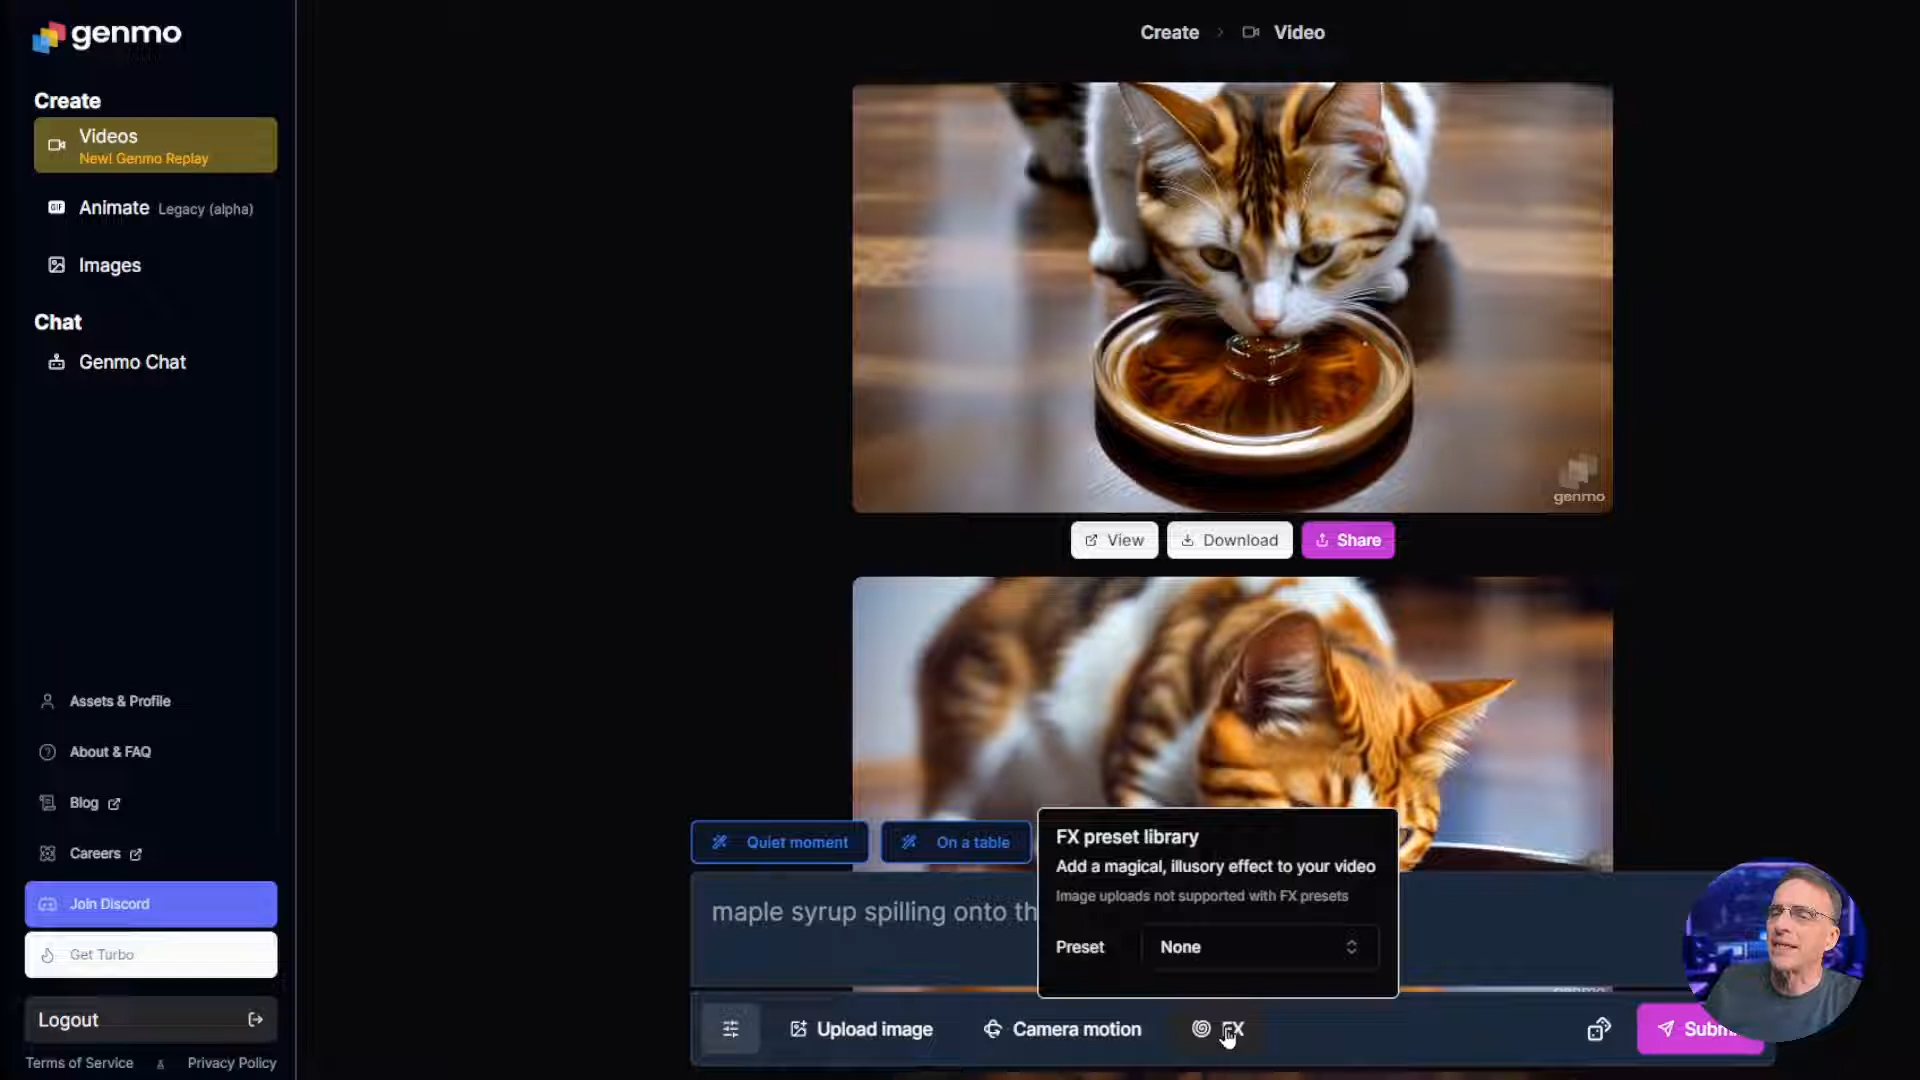 genmo
Create
Videos
New! Genmo Replay
GIF Animate Legacy (alpha)
Images
Chat
Genmo Chat
Assets & Profile
About & FAQ
Blog
Careers
Join Discord
Get Turbo
Logout
Terms of Service
Privacy Policy
Create > Video
genmo
View
Download
Share
Quiet moment
On a table
FX preset library
Add a magical, illusory effect to your video
Image uploads not supported with FX presets
Preset None
maple syrup spilling onto th
Upload image
Camera motion
FX
Subm